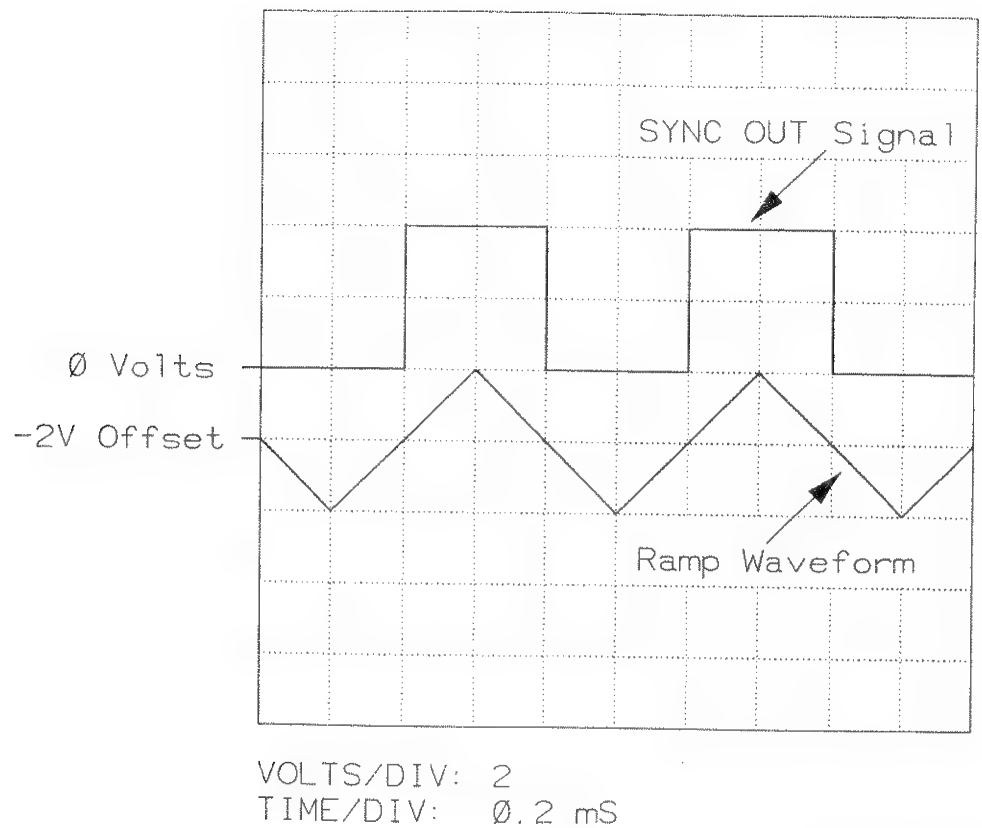 SYNC OUT Signal
Ø Volts
-2V Offset
Ramp Waveform
VOLTS/DIV: 2
TIME/DIV: Ø.2 mS